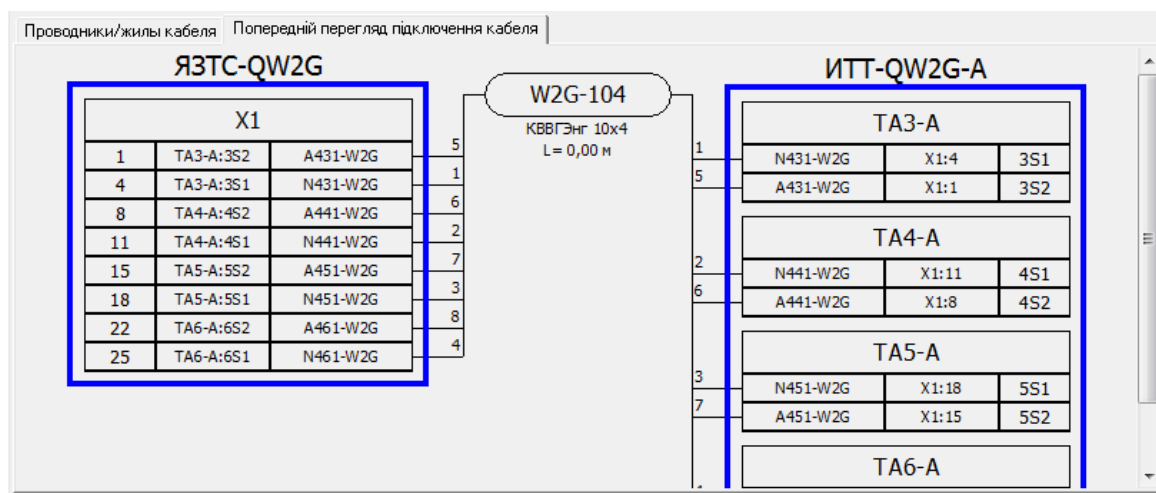 Проводники/жилы кабеля Попередній перегляд підключення кабеля
ЯЗТС-QW2G
X1
1 TA3-A:3S2 A431-W2G 5
4 TA3-A:3S1 N431-W2G 1
8 TA4-A:4S2 A441-W2G 6
11 TA4-A:4S1 N441-W2G 2
15 TA5-A:5S2 A451-W2G 7
18 TA5-A:5S1 N451-W2G 3
22 TA6-A:6S2 A461-W2G 8
25 TA6-A:6S1 N461-W2G 4
W2G-104
КВВГЭнг 10x4
L= 0,00 м
ИТТ-QW2G-A
TA3-A
1 N431-W2G X1:4 3S1
5 A431-W2G X1:1 3S2
TA4-A
2 N441-W2G X1:11 4S1
6 A441-W2G X1:8 4S2
TA5-A
3 N451-W2G X1:18 5S1
7 A451-W2G X1:15 5S2
TA6-A